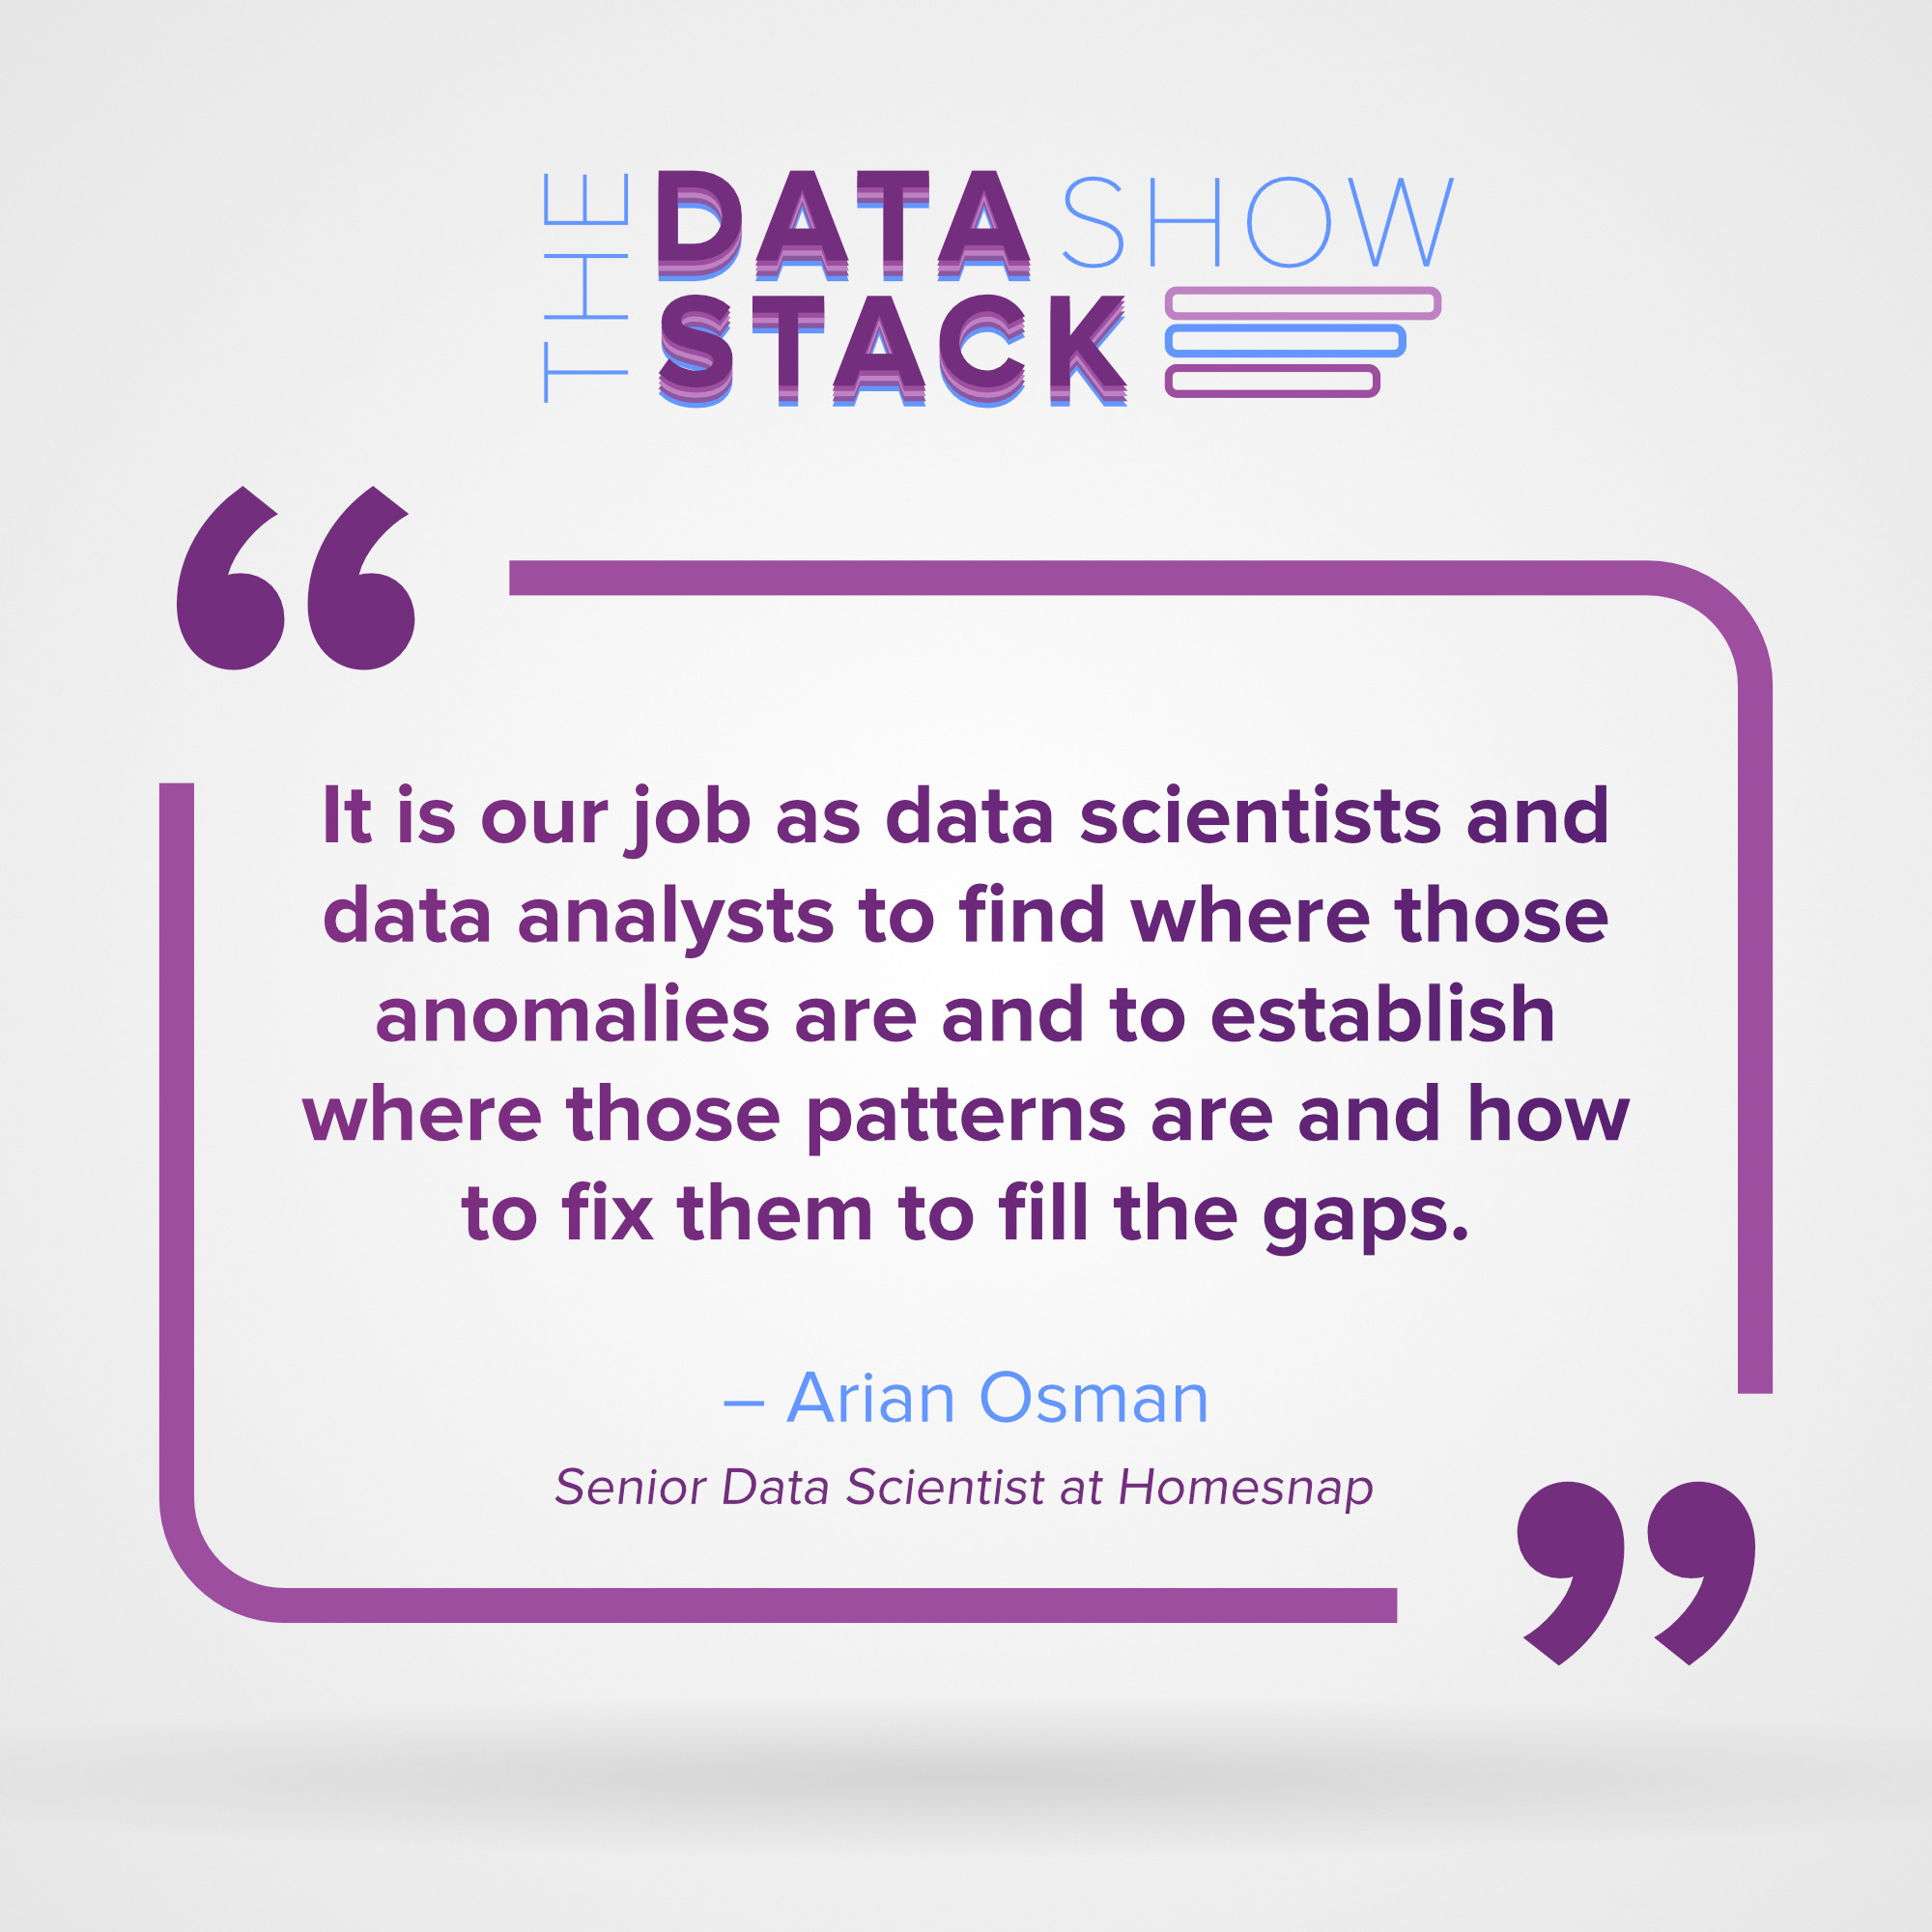 THE DATA SHOW
STACK
“
It is our job as data scientists and
data analysts to find where those
anomalies are and to establish
where those patterns are and how
to fix them to fill the gaps.
– Arian Osman
Senior Data Scientist at Homesnap
”